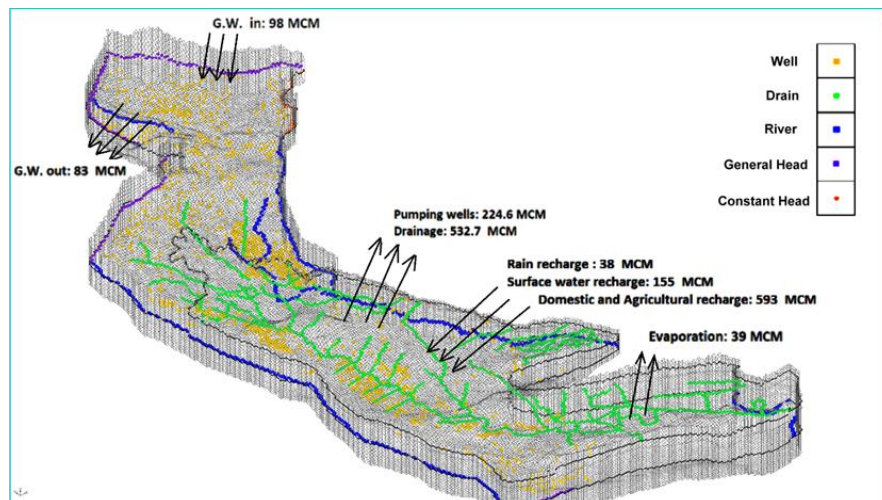 G.W. in: 98 MCM
G.W. out: 83 MCM
Pumping wells: 224.6 MCM
Drainage: 532.7 MCM
Rain recharge : 38 MCM
Surface water recharge: 155 MCM
Domestic and Agricultural recharge: 593 MCM
Evaporation: 39 MCM
Well
Drain
River
General Head
Constant Head